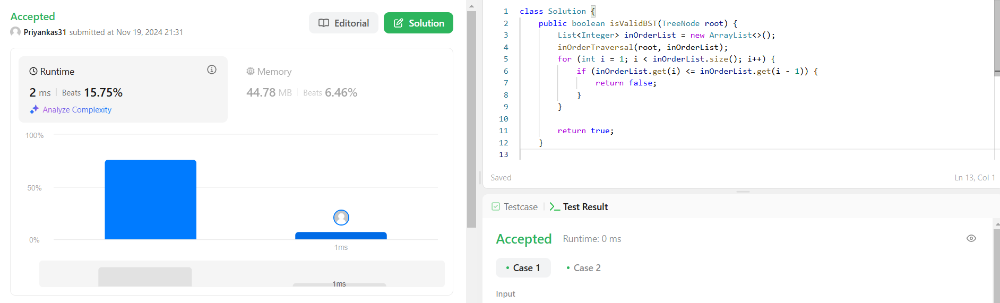 Accepted
Priyankas31 submitted at Nov 19, 2024 21:31
Editorial
Solution
Runtime
2 ms Beats 15.75%
Analyze Complexity
Memory
44.78 MB Beats 6.46%
100%
50%
0%
1ms
1ms
1 class Solution {
2 public boolean isValidBST(TreeNode root) {
3 List<Integer> inOrderList = new ArrayList<>();
4 inOrderTraversal(root, inOrderList);
5 for (int i = 1; i < inOrderList.size(); i++) {
6 if (inOrderList.get(i) <= inOrderList.get(i - 1)) {
7 return false;
8 }
9 }
10
11 return true;
12 }
13
Saved
Ln 13, Col 1
Testcase
Test Result
Accepted Runtime: 0 ms
Case 1
Case 2
Input